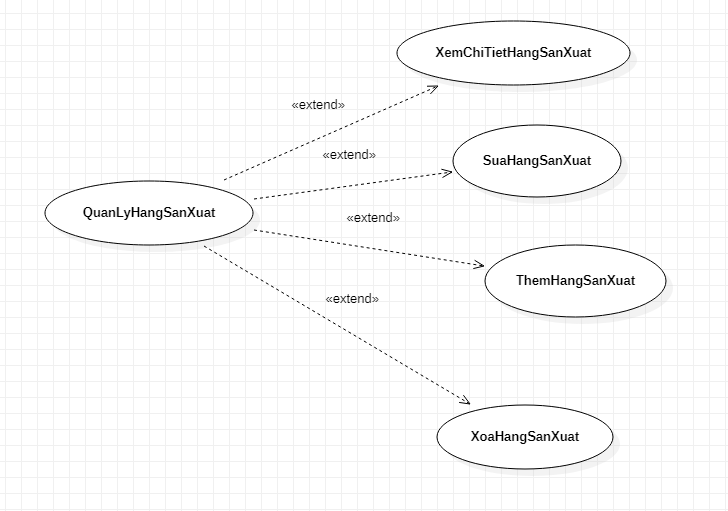 XemChiTietHangSanXuat
«extend»
«extend»
SuaHangSanXuat
QuanLyHangSanXuat
«extend»
ThemHangSanXuat
«extend»
XoaHangSanXuat